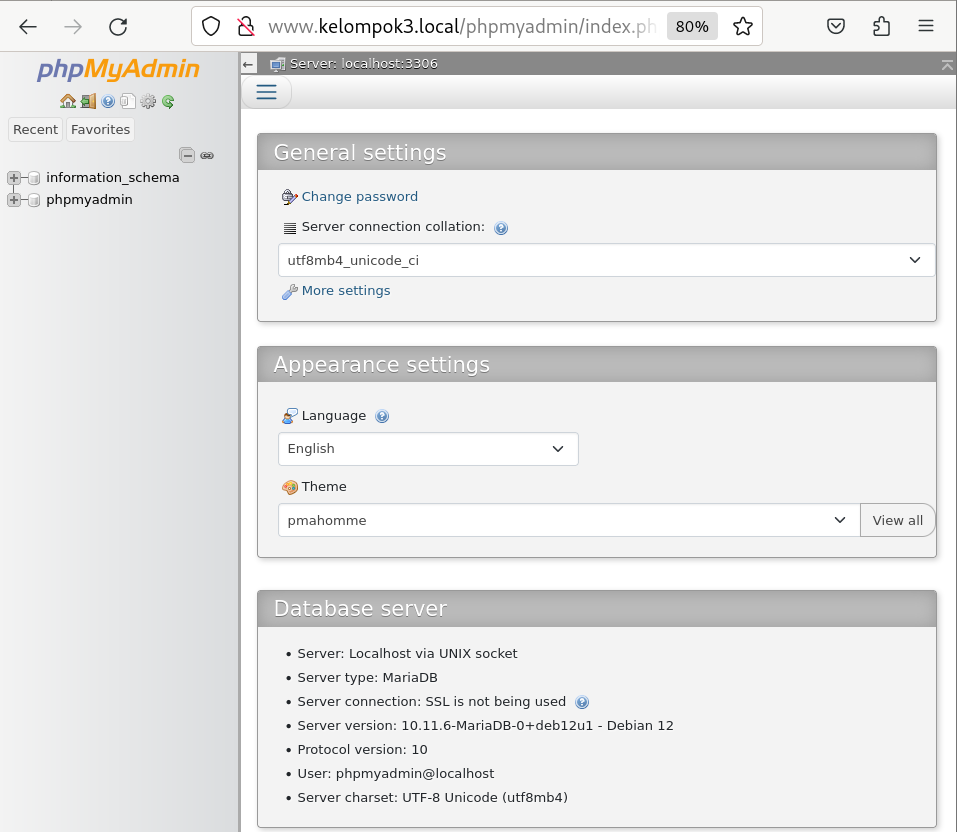 www.kelompok3.local/phpmyadmin/index.ph
80%
phpMyAdmin
Server: localhost:3306
Recent
Favorites
information_schema
phpmyadmin
General settings
Change password
Server connection collation:
utf8mb4_unicode_ci
More settings
Appearance settings
Language
English
Theme
pmahomme
View all
Database server
• Server: Localhost via UNIX socket
• Server type: MariaDB
• Server connection: SSL is not being used
• Server version: 10.11.6-MariaDB-0+deb12u1 - Debian 12
• Protocol version: 10
• User: phpmyadmin@localhost
• Server charset: UTF-8 Unicode (utf8mb4)